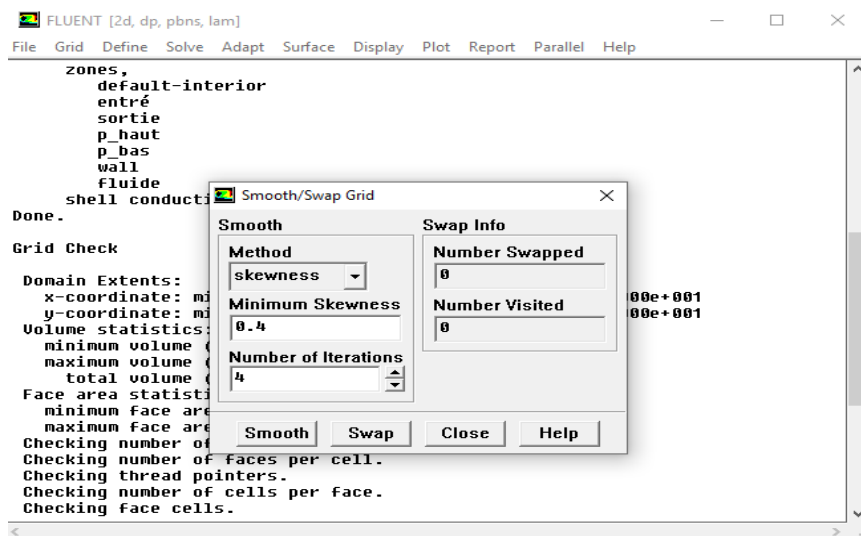 FLUENT [2d, dp, pbns, lam]
File Grid Define Solve Adapt Surface Display Plot Report Parallel Help
zones,
default-interior
entré
sortie
p_haut
p_bas
wall
fluide
shell conducti
Done.
Grid Check
Domain Extents:
x-coordinate: mi 00e+001
y-coordinate: mi 00e+001
Volume statistics:
minimum volume (
maximum volume (
total volume (
Face area statisti
minimum face are
maximum face are
Checking number of
Checking number of faces per cell.
Checking thread pointers.
Checking number of cells per face.
Checking face cells.
Smooth/Swap Grid
Smooth
Method
skewness
Minimum Skewness
0.4
Number of Iterations
4
Swap Info
Number Swapped
0
Number Visited
0
Smooth Swap Close Help